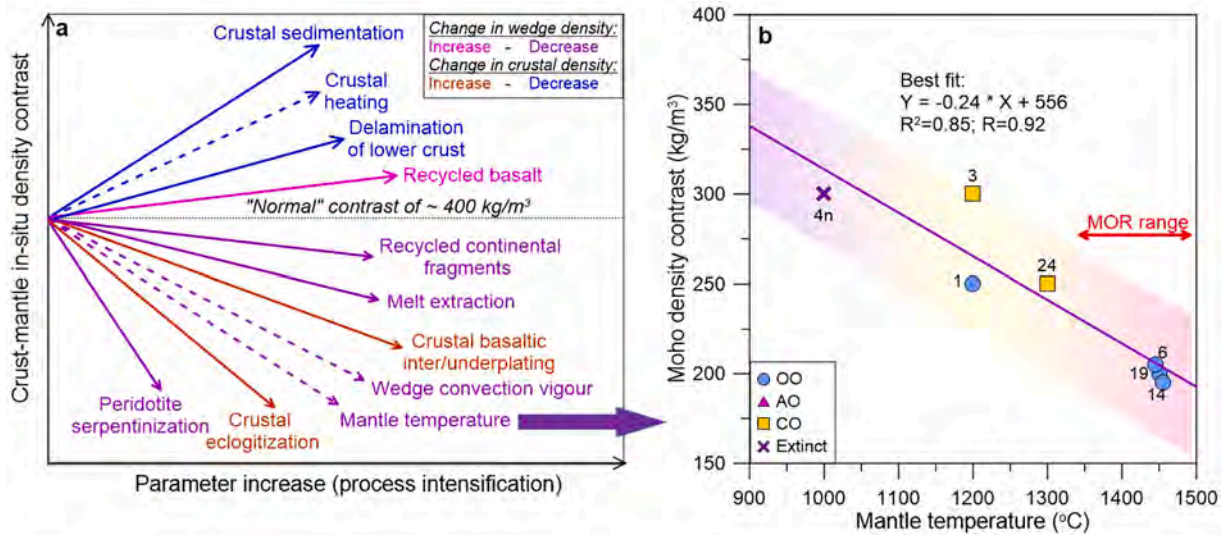 a
Crustal sedimentation
Change in wedge density:
Increase - Decrease
Change in crustal density:
Increase - Decrease
Crustal
heating
Delamination
of lower crust
Recycled basalt
"Normal" contrast of ~ 400 kg/m³
Recycled continental
fragments
Melt extraction
Crustal basaltic
inter/underplating
Wedge convection vigour
Mantle temperature
Peridotite
serpentinization
Crustal
eclogitization
Crust-mantle in-situ density contrast
Parameter increase (process intensification)
b
Best fit:
Y = -0.24 * X + 556
R²=0.85; R=0.92
MOR range
4n
3
1
24
6
19
14
OO
AO
CO
Extinct
Moho density contrast (kg/m³)
400
350
300
250
200
150
900 1000 1100 1200 1300 1400 1500
Mantle temperature (ºC)